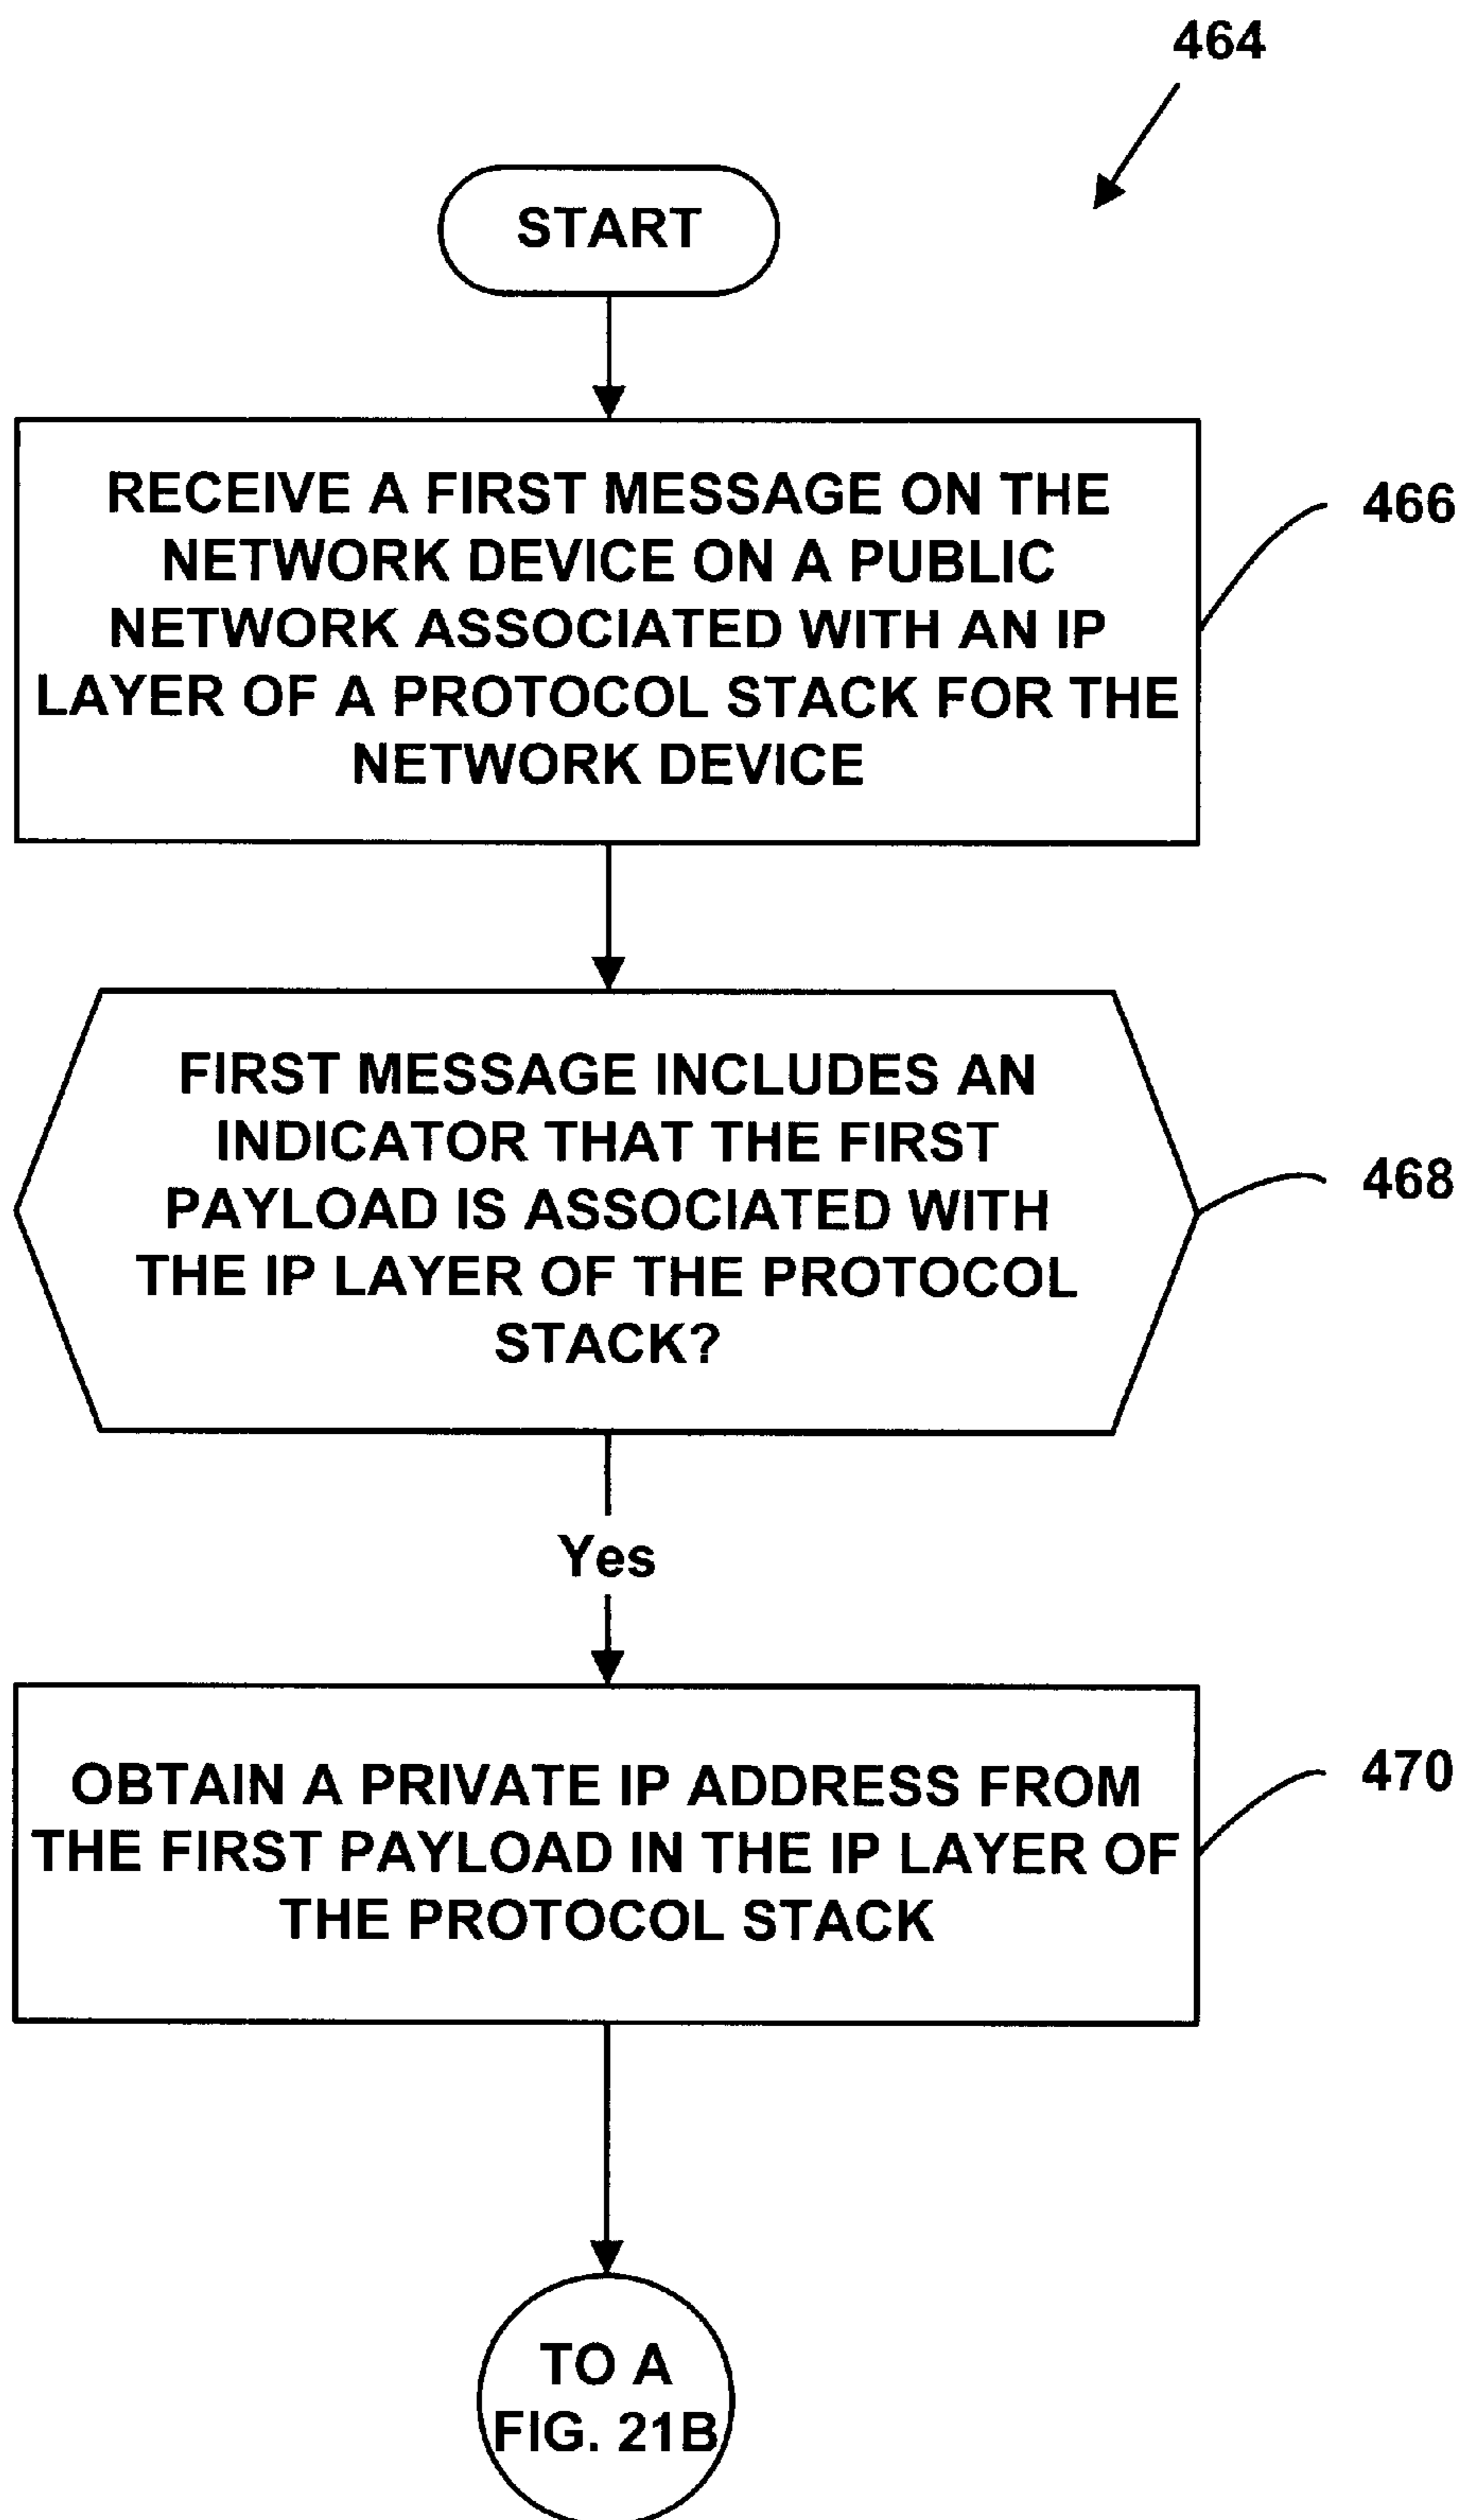 464
START
RECEIVE A FIRST MESSAGE ON THE
NETWORK DEVICE ON A PUBLIC
NETWORK ASSOCIATED WITH AN IP
LAYER OF A PROTOCOL STACK FOR THE
NETWORK DEVICE
466
FIRST MESSAGE INCLUDES AN
INDICATOR THAT THE FIRST
PAYLOAD IS ASSOCIATED WITH
THE IP LAYER OF THE PROTOCOL
STACK?
468
Yes
OBTAIN A PRIVATE IP ADDRESS FROM
THE FIRST PAYLOAD IN THE IP LAYER OF
THE PROTOCOL STACK
470
TO A
FIG. 21B